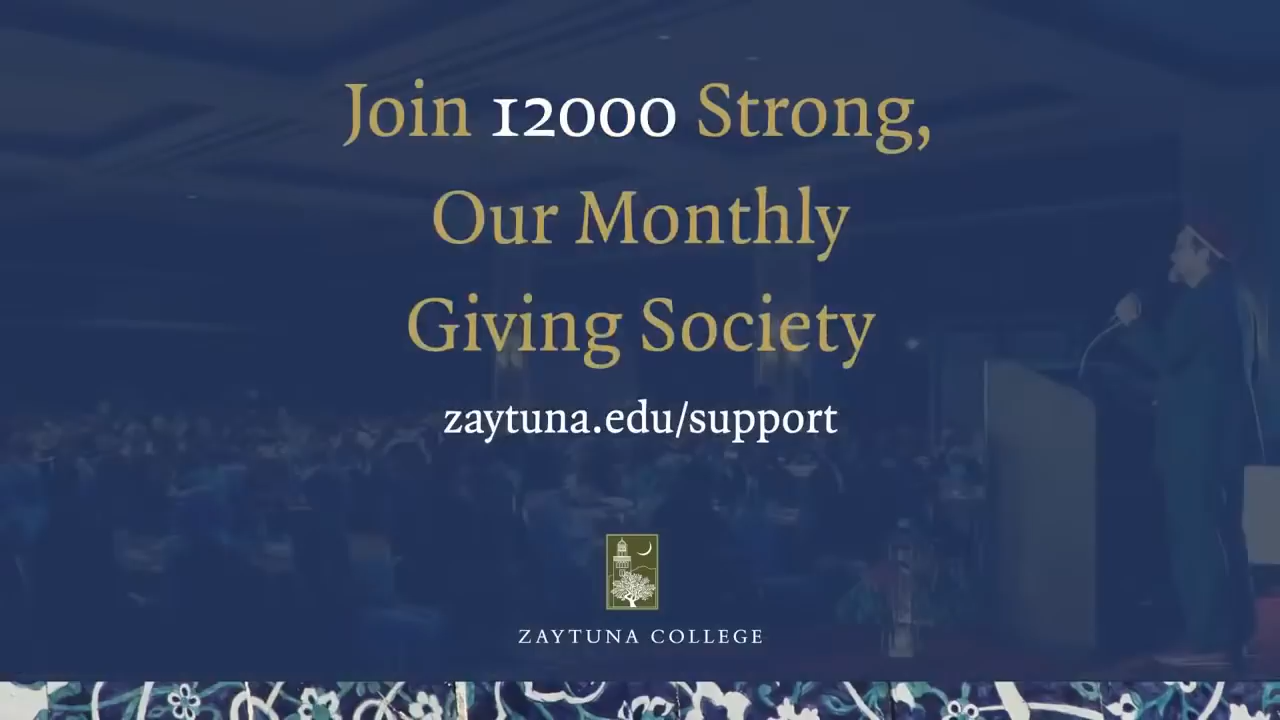 Join 12000 Strong,
Our Monthly
Giving Society
zaytuna.edu/support
ZAYTUNA COLLEGE